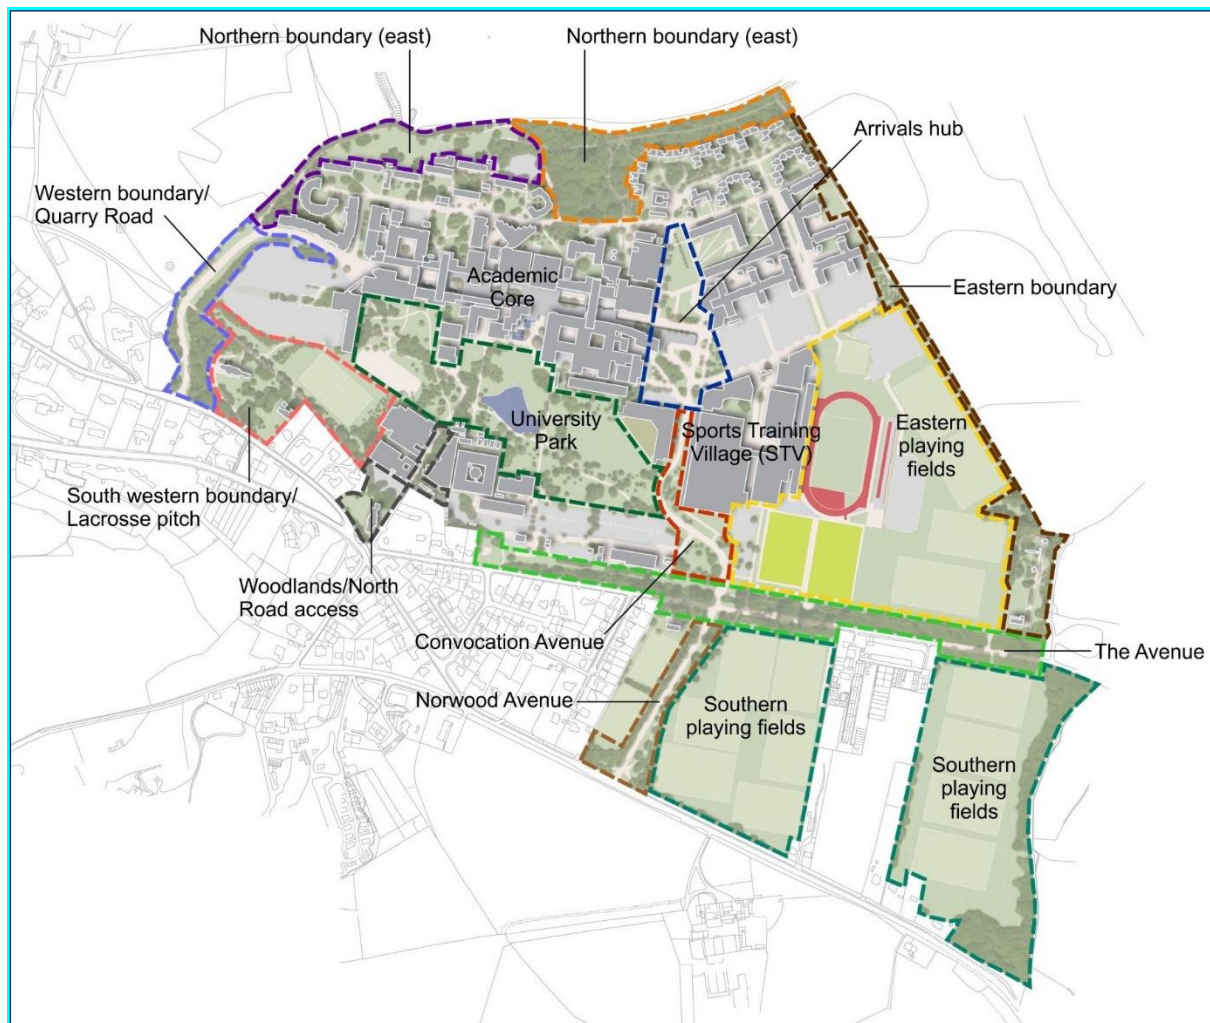 Northern boundary (east)
Northern boundary (east)
Arrivals hub
Western boundary/
Quarry Road
Academic
Core
Eastern boundary
University
Park
Sports Training
Village (STV)
Eastern
playing
fields
South western boundary/
Lacrosse pitch
Woodlands/North
Road access
Convocation Avenue
The Avenue
Norwood Avenue
Southern
playing fields
Southern
playing
fields